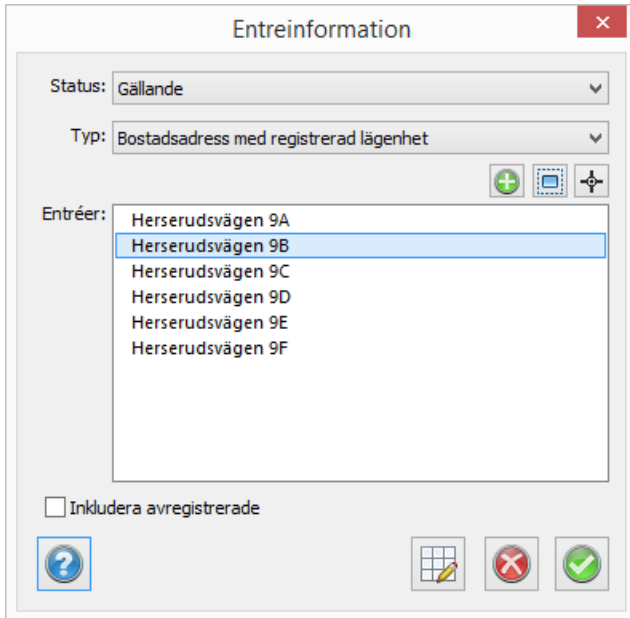 Entreinformation
Status: Gällande
Typ: Bostadsadress med registrerad lägenhet
Entréer:
Herserudsvägen 9A
Herserudsvägen 9B
Herserudsvägen 9C
Herserudsvägen 9D
Herserudsvägen 9E
Herserudsvägen 9F
Inkludera avregistrerade